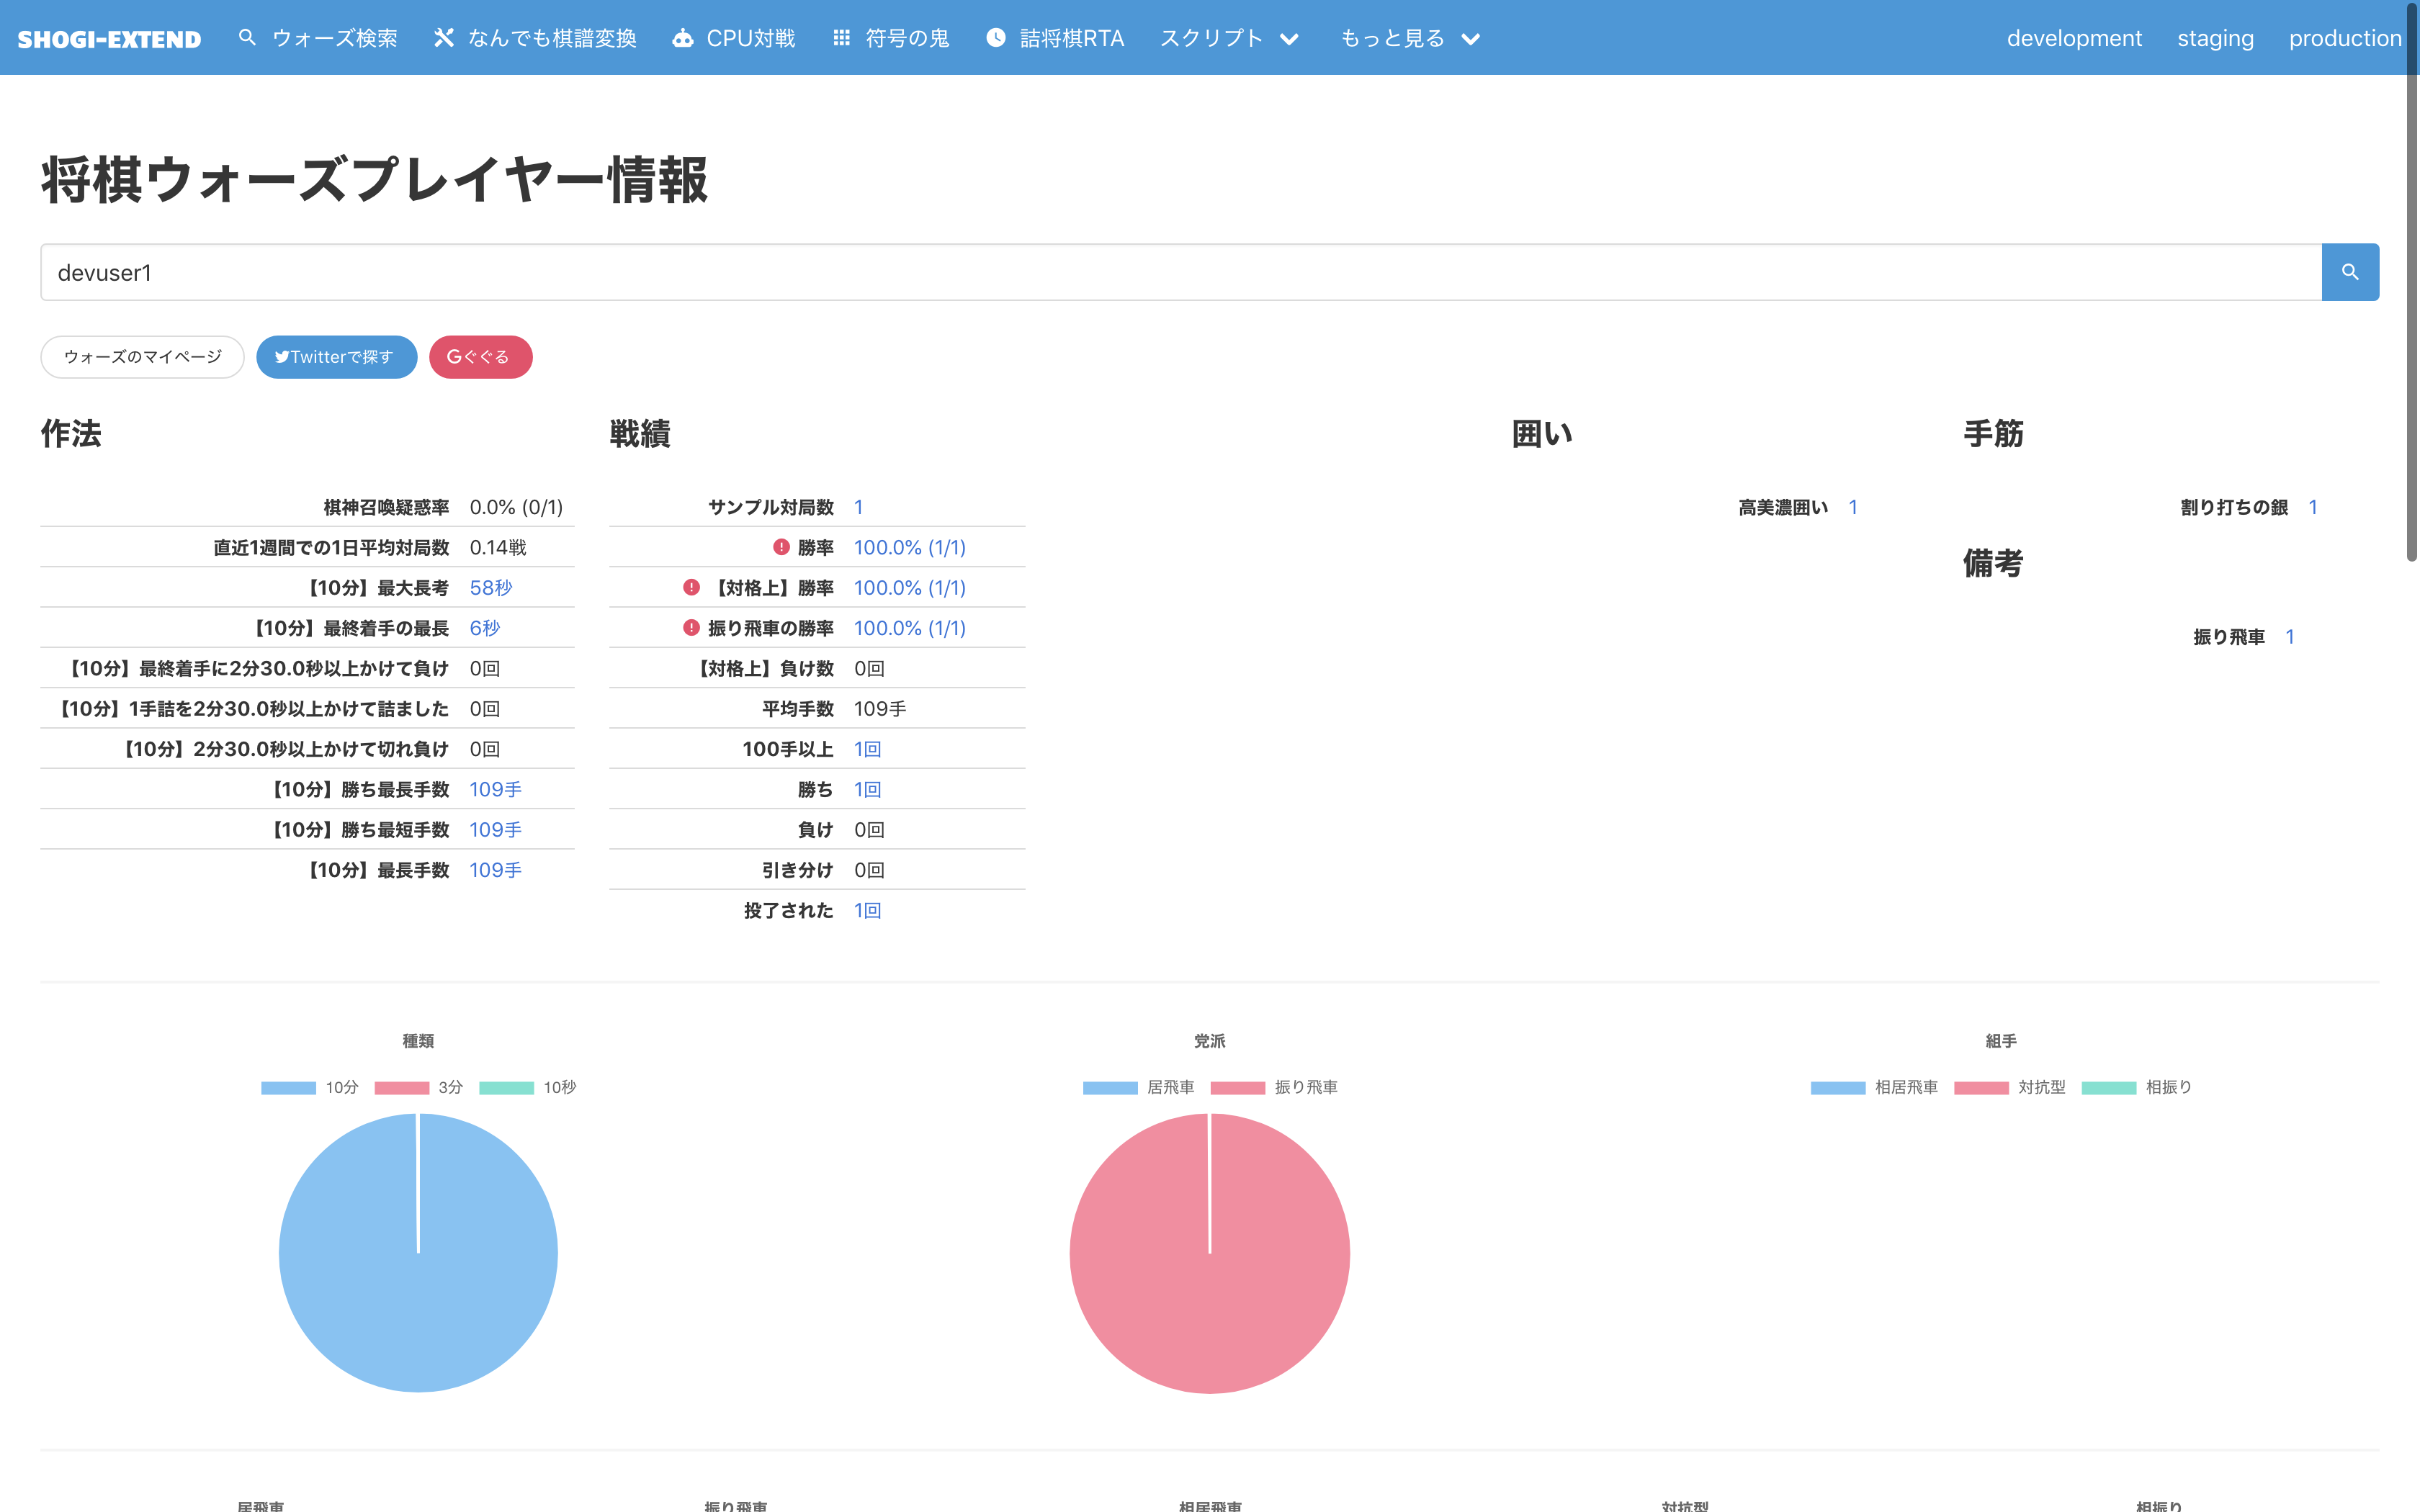 SHOGI-EXTEND ウォーズ検索 なんでも棋譜変換 CPU対戦 符号の鬼 詰将棋RTA スクリプト もっと見る development staging production
将棋ウォーズプレイヤー情報
devuser1
ウォーズのマイページ Twitterで探す Gぐぐる
作法
棋神召喚疑惑率 0.0% (0/1)
直近1週間での1日平均対局数 0.14戦
【10分】最大長考 58秒
【10分】最終着手の最長 6秒
【10分】最終着手に2分30.0秒以上かけて負け 0回
【10分】1手詰を2分30.0秒以上かけて詰ました 0回
【10分】2分30.0秒以上かけて切れ負け 0回
【10分】勝ち最長手数 109手
【10分】勝ち最短手数 109手
【10分】最長手数 109手
戦績
サンプル対局数 1
勝率 100.0% (1/1)
【対格上】勝率 100.0% (1/1)
振り飛車の勝率 100.0% (1/1)
【対格上】負け数 0回
平均手数 109手
100手以上 1回
勝ち 1回
負け 0回
引き分け 0回
投了された 1回
囲い
高美濃囲い 1
手筋
割り打ちの銀 1
備考
振り飛車 1
種類
10分 3分 10秒
党派
居飛車 振り飛車
組手
相居飛車 対抗型 相振り
居飛車 振り飛車 相居飛車 対抗型 相振り